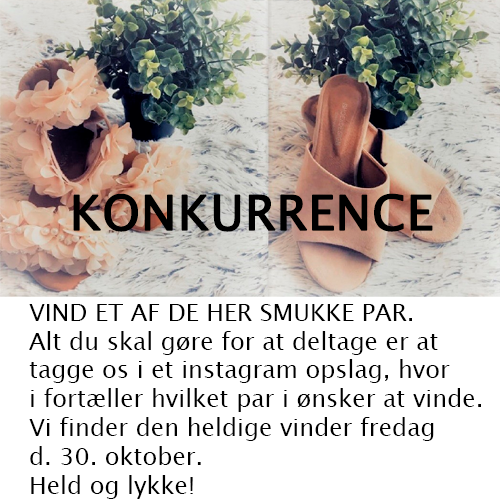 KONKURRENCE
VIND ET AF DE HER SMUKKE PAR.
Alt du skal gøre for at deltage er at
tagge os i et instagram opslag, hvor
i fortæller hvilket par i ønsker at vinde.
Vi finder den heldige vinder fredag
d. 30. oktober.
Held og lykke!